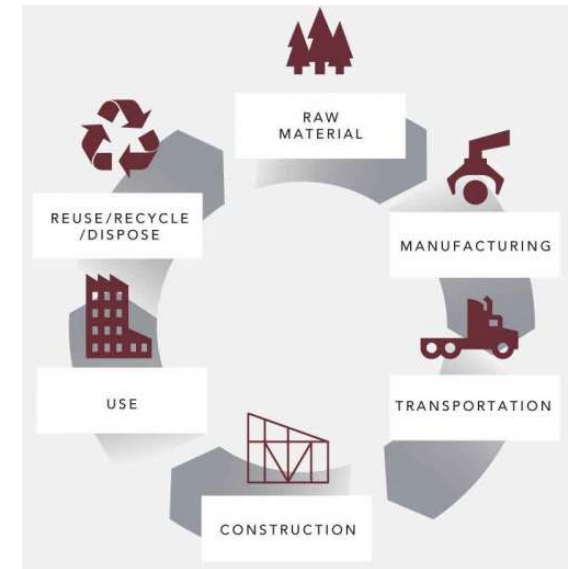 RAW
MATERIAL
MANUFACTURING
TRANSPORTATION
CONSTRUCTION
USE
REUSE/RECYCLE
/DISPOSE